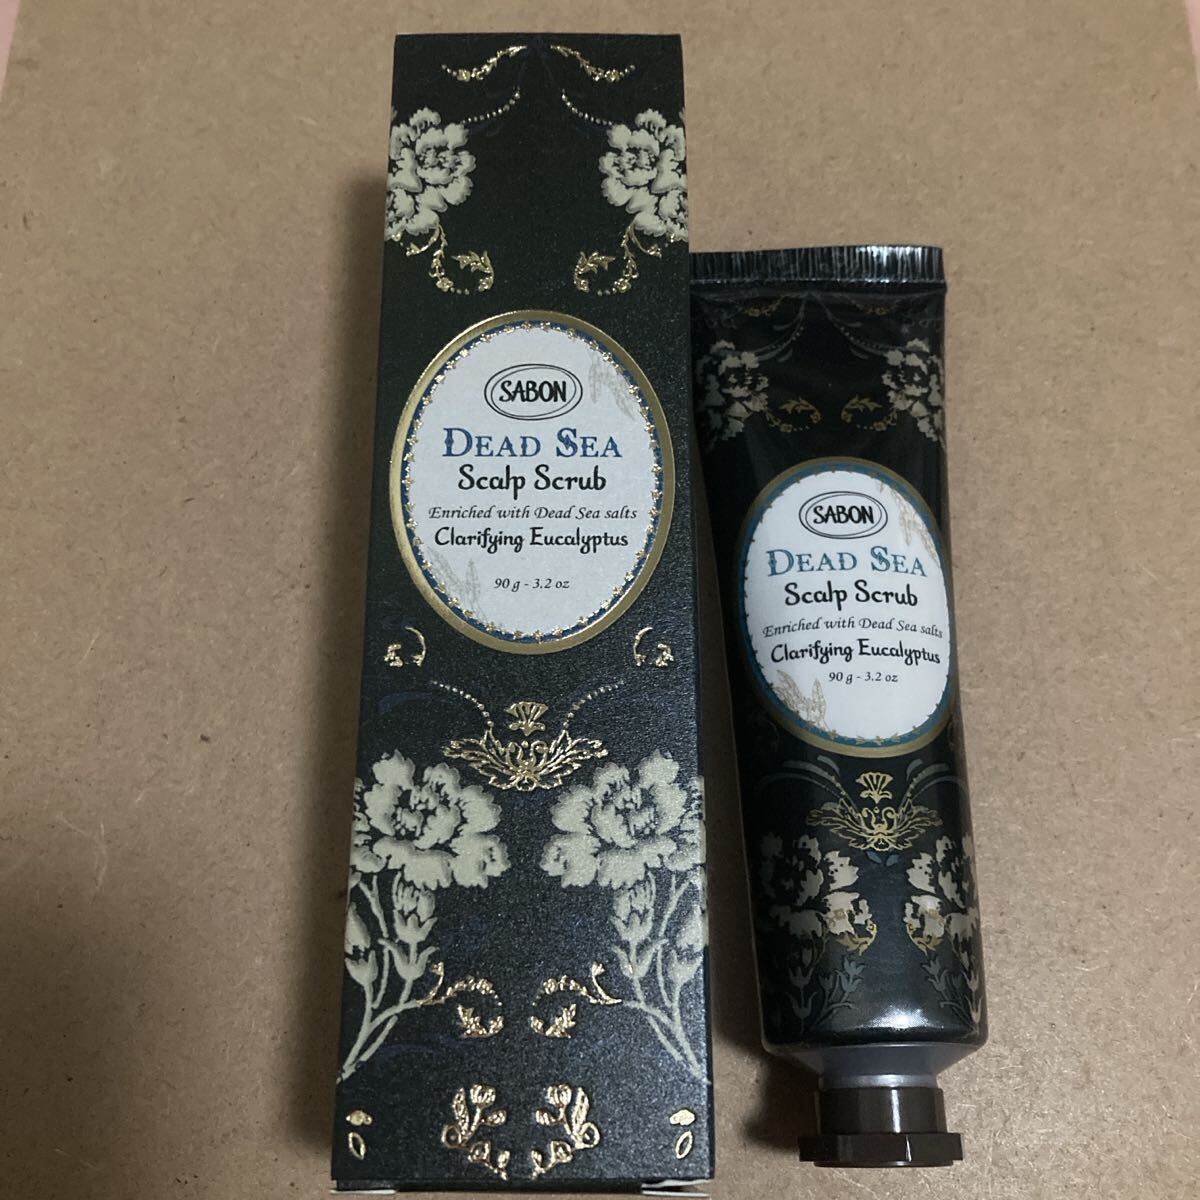 SABON
DEAD SEA
Scalp Scrub
Enriched with Dead Sea salts
Clarifying Eucalyptus
90 g - 3.2 oz
SABON
DEAD SEA
Scalp Scrub
Enriched with Dead Sea salts
Clarifying Eucalyptus
90 g - 3.2 oz